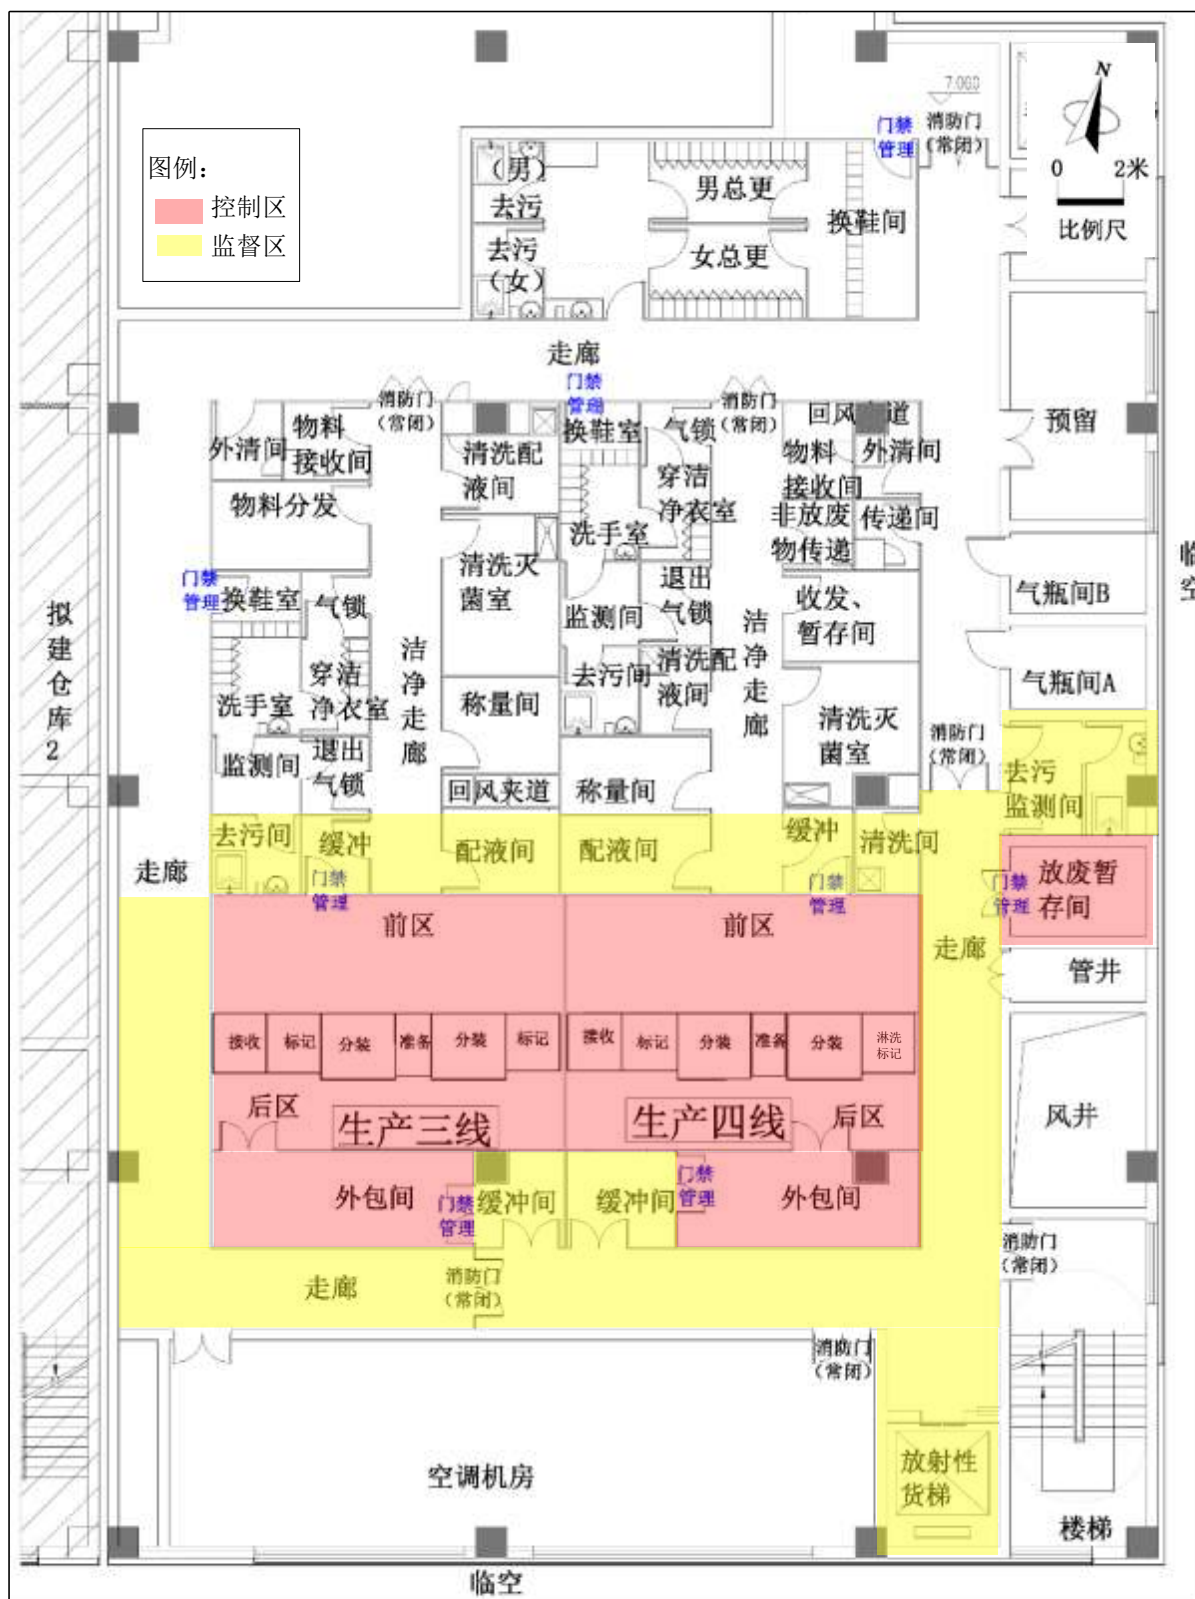 7.000
门禁
管理
消防门
（常闭）
N
0 2米
比例尺
图例：
控制区
监督区
（男）
去污
男总更
换鞋间
去污
（女）
女总更
走廊
门禁
管理
消防门
（常闭）
消防门
（常闭）
外清间
物料
接收间
清洗配
液间
换鞋室
气锁
回风夹道
物料
接收间
外清间
预留
物料分发
穿洁
净衣室
洗手室
非放废
物传递
传递间
清洗灭
菌室
门禁
管理
换鞋室
气锁
监测间
退出
气锁
收发、
暂存间
气瓶间B
临空
拟建仓库2
洁净走廊
洁净走廊
穿洁
净衣室
洗手室
去污间
清洗配
液间
称量间
清洗灭
菌室
气瓶间A
监测间
退出
气锁
回风夹道
称量间
消防门
（常闭）
去污
监测间
去污间
缓冲
配液间
配液间
缓冲
清洗间
走廊
门禁
管理
门禁
管理
门禁
管理
放废暂
存间
前区
前区
走廊
管井
接收
标记
分装
准备
分装
标记
接收
标记
分装
准备
分装
淋洗
标记
后区
生产三线
生产四线
后区
风井
外包间
门禁
管理
缓冲间
缓冲间
门禁
管理
外包间
走廊
消防门
（常闭）
消防门
（常闭）
消防门
（常闭）
空调机房
放射性
货梯
楼梯
临空